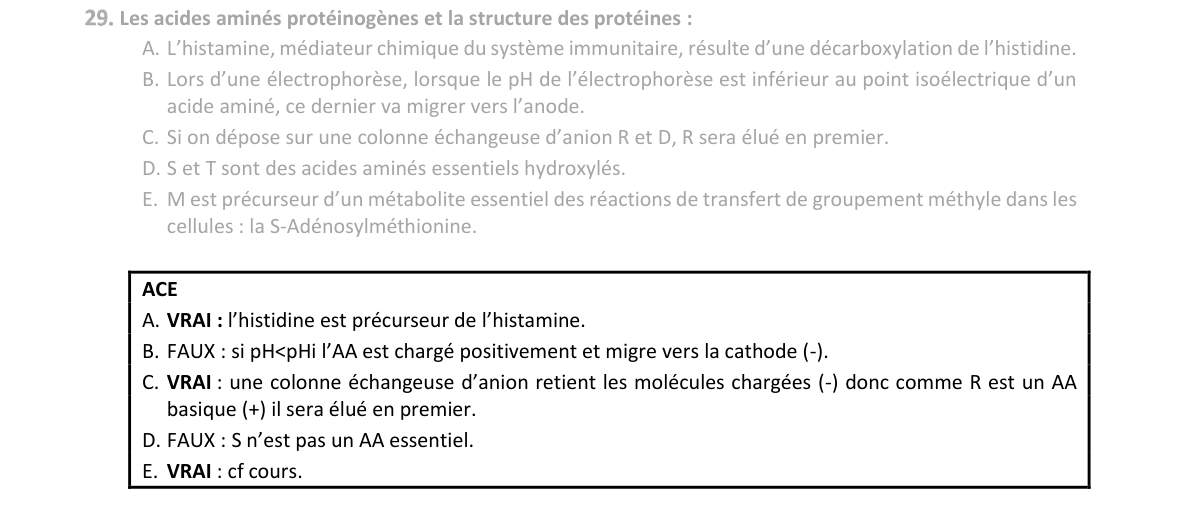 29. Les acides aminés protéinogènes et la structure des protéines :
A. L’histamine, médiateur chimique du système immunitaire, résulte d’une décarboxylation de l’histidine.
B. Lors d’une électrophorèse, lorsque le pH de l’électrophorèse est inférieur au point isoélectrique d’un
acide aminé, ce dernier va migrer vers l’anode.
C. Si on dépose sur une colonne échangeuse d’anion R et D, R sera élué en premier.
D. S et T sont des acides aminés essentiels hydroxylés.
E. M est précurseur d’un métabolite essentiel des réactions de transfert de groupement méthyle dans les
cellules : la S-Adénosylméthionine.
ACE
A. VRAI : l’histidine est précurseur de l’histamine.
B. FAUX : si pH<pHi l’AA est chargé positivement et migre vers la cathode (-).
C. VRAI : une colonne échangeuse d’anion retient les molécules chargées (-) donc comme R est un AA
basique (+) il sera élué en premier.
D. FAUX : S n’est pas un AA essentiel.
E. VRAI : cf cours.